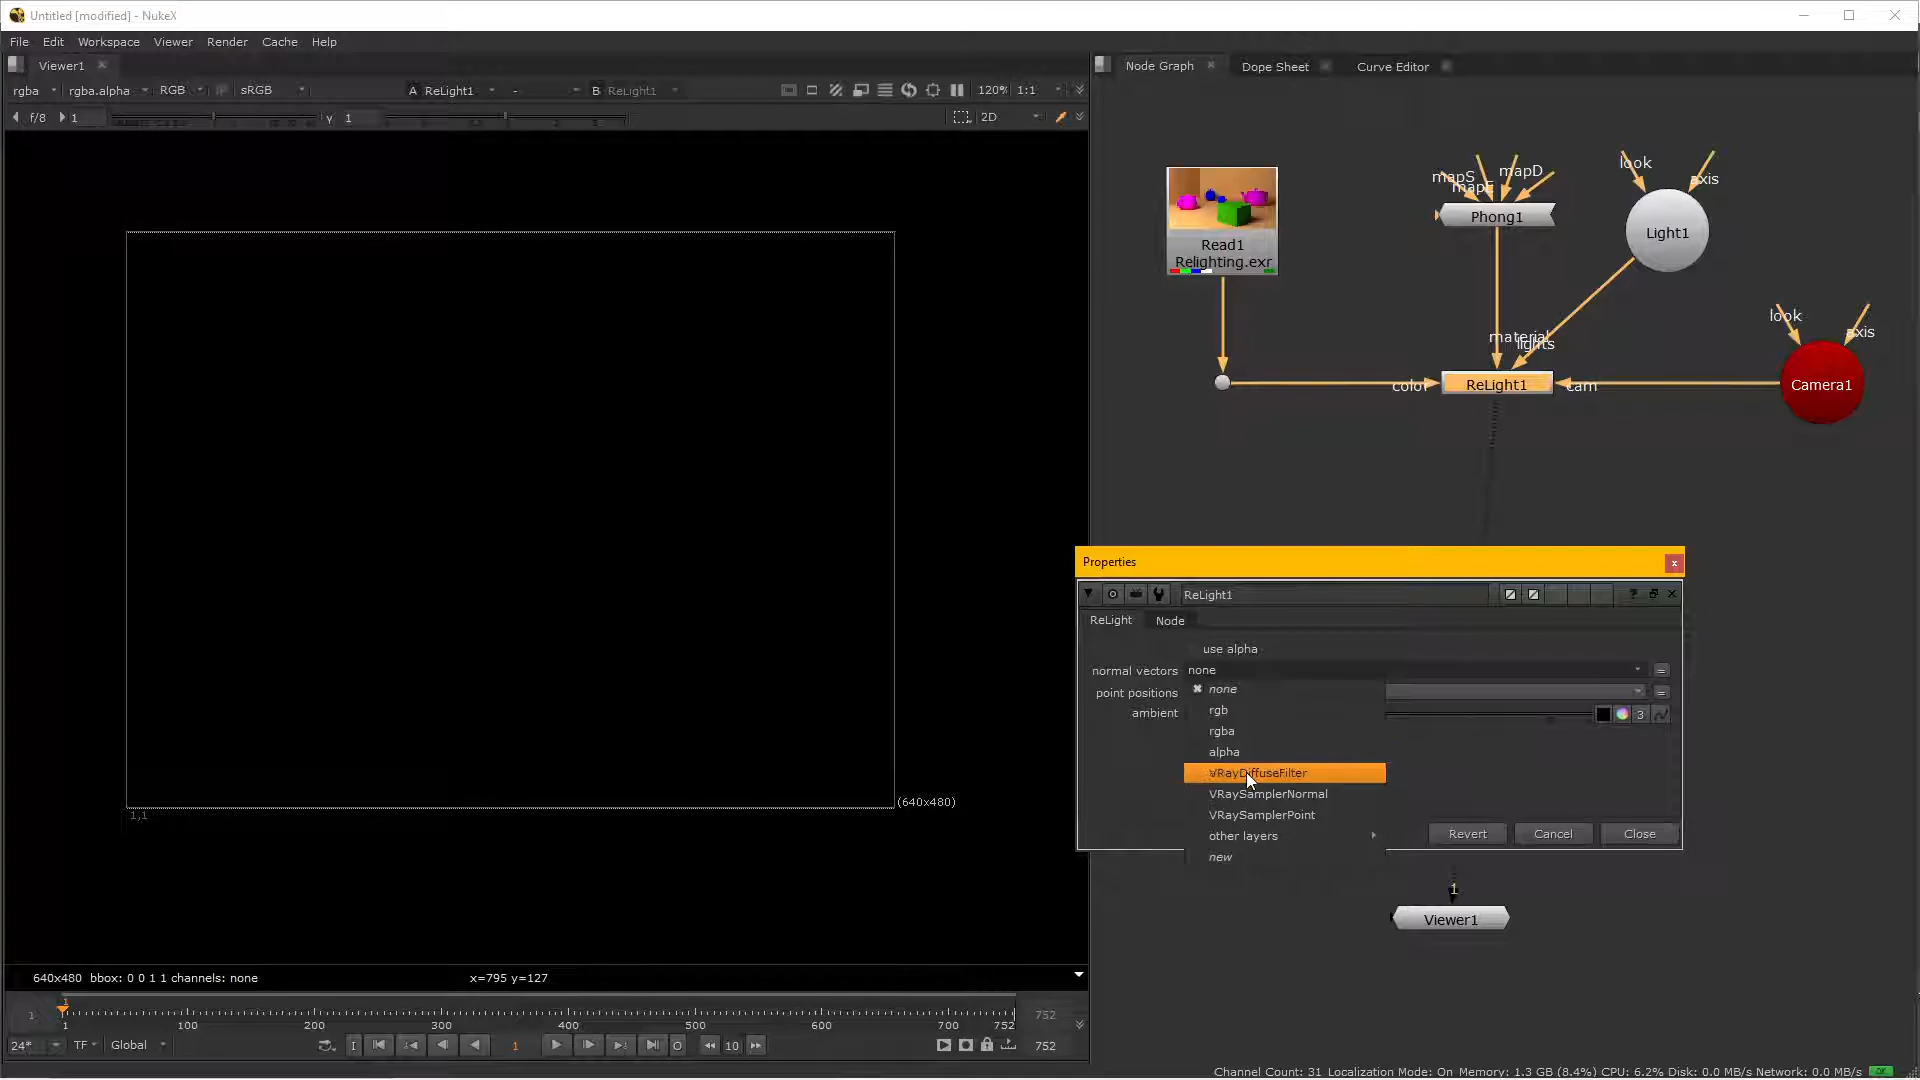 Untitled [modified] - NukeX
File Edit Workspace Viewer Render Cache Help
Viewer1
Node Graph Dope Sheet Curve Editor
rgba rgba.alpha RGB IP sRGB A ReLight1 - B ReLight1 120% 1:1
f/8 1 y 1 2D
look
axis
mapS
mapE
mapD
Phong1
Light1
Read1
Relighting.exr
look
axis
material
lights
color
ReLight1
cam
Camera1
Properties
ReLight1
ReLight Node
use alpha
normal vectors none =
point positions =
ambient 3
none
rgb
rgba
alpha
VRayDiffuseFilter
VRaySamplerNormal
VRaySamplerPoint
other layers
new
Revert Cancel Close
(640x480)
1,1
1
Viewer1
640x480 bbox: 0 0 1 1 channels: none x=795 y=127
1
1 752
1 100 200 300 400 500 600 700 752
24* TF Global I 1 O 10 752
Channel Count: 31 Localization Mode: On Memory: 1.3 GB (8.4%) CPU: 6.2% Disk: 0.0 MB/s Network: 0.0 MB/s